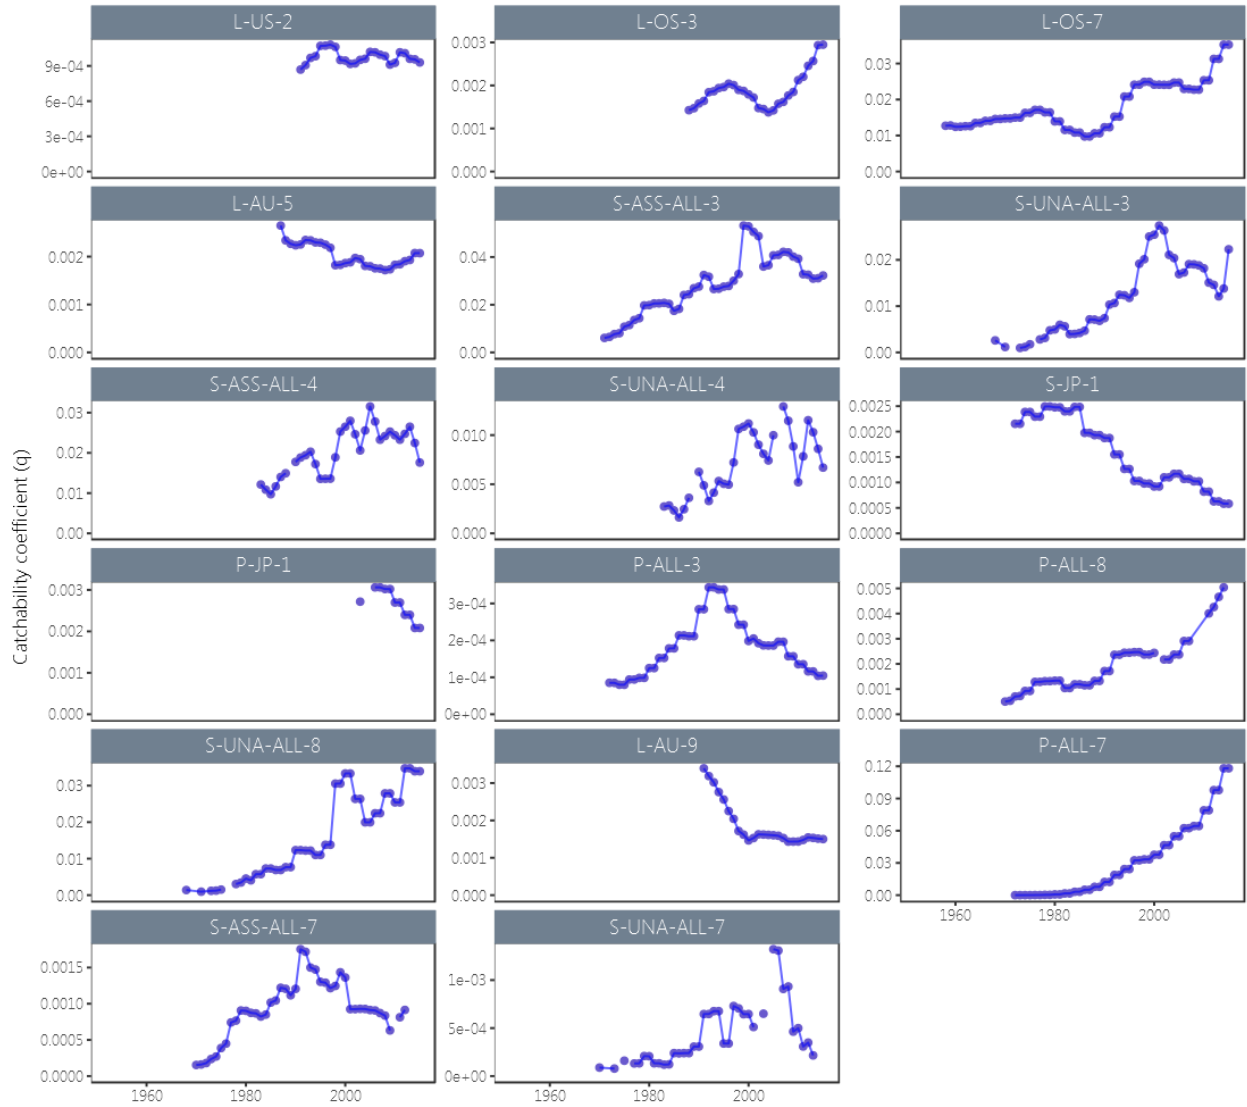 L-US-2 L-OS-3 L-OS-7
9e-04 0.003 0.03
6e-04 0.002 0.02
3e-04 0.001 0.01
0e+00 0.000 0.00
L-AU-5 S-ASS-ALL-3 S-UNA-ALL-3
0.002 0.04 0.02
0.001 0.02 0.01
0.000 0.00 0.00
S-ASS-ALL-4 S-UNA-ALL-4 S-JP-1
0.03 0.010 0.0025
0.02 0.005 0.0020
0.01 0.000 0.0015
0.00 0.0010
0.0005
0.0000
Catchability coefficient (q)
P-JP-1 P-ALL-3 P-ALL-8
0.003 3e-04 0.005
0.002 2e-04 0.004
0.001 1e-04 0.003
0.000 0e+00 0.002
0.001
0.000
S-UNA-ALL-8 L-AU-9 P-ALL-7
0.03 0.003 0.12
0.02 0.002 0.09
0.01 0.001 0.06
0.00 0.000 0.03
0.00
1960 1980 2000
S-ASS-ALL-7 S-UNA-ALL-7
0.0015 1e-03
0.0010 5e-04
0.0005 0e+00
0.0000
1960 1980 2000 1960 1980 2000